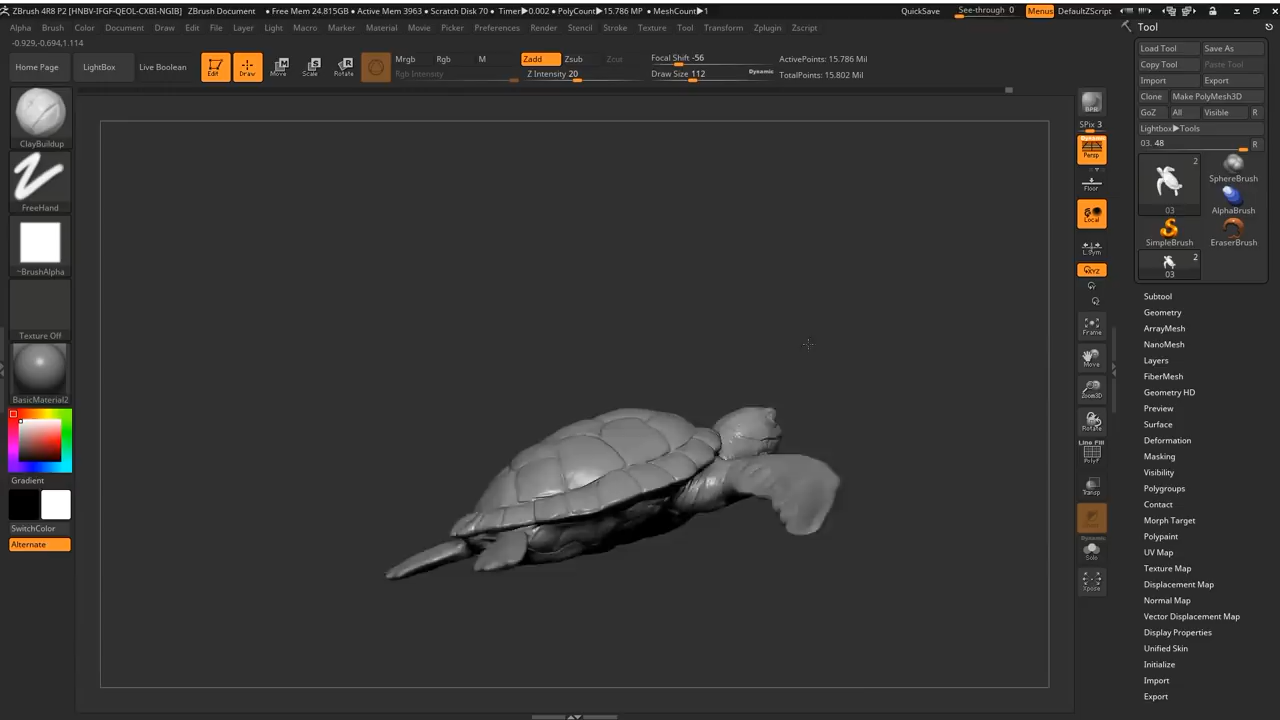 ZBrush 4R8 P2 [HNBV-IFGF-QEOL-CXBI-NGIB] ZBrush Document • Free Mem 24.815GB • Active Mem 3963 • Scratch Disk 70 • Timer▶0.002 • PolyCount▶15.786 MP • MeshCount▶1 QuickSave See-through 0 Menus DefaultZScript
Alpha Brush Color Document Draw Edit File Layer Light Macro Marker Material Movie Picker Preferences Render Stencil Stroke Texture Tool Transform Zplugin Zscript
-0.929,-0.694,1.114
Home Page LightBox Live Boolean Edit Draw Move Scale Rotate
Mrgb Rgb M Zadd Zsub Zcut Focal Shift -56 ActivePoints: 15.786 Mil
Rgb Intensity Z Intensity 20 Draw Size 112 Dynamic TotalPoints: 15.802 Mil
ClayBuildup
FreeHand
~BrushAlpha
Texture Off
BasicMaterial2
Gradient
SwitchColor
Alternate
BPR
SPix 3
Dynamic
Persp
Floor
Local
L.Sym
XYZ
Frame
Move
Zoom3D
Rotate
Line Fill
PolyF
Transp
Dynamic
Solo
Xpose
Tool
Load Tool Save As
Copy Tool Paste Tool
Import Export
Clone Make PolyMesh3D
GoZ All Visible R
Lightbox▶Tools
03. 48 R
2
03
SphereBrush
AlphaBrush
SimpleBrush EraserBrush
2
03
Subtool
Geometry
ArrayMesh
NanoMesh
Layers
FiberMesh
Geometry HD
Preview
Surface
Deformation
Masking
Visibility
Polygroups
Contact
Morph Target
Polypaint
UV Map
Texture Map
Displacement Map
Normal Map
Vector Displacement Map
Display Properties
Unified Skin
Initialize
Import
Export